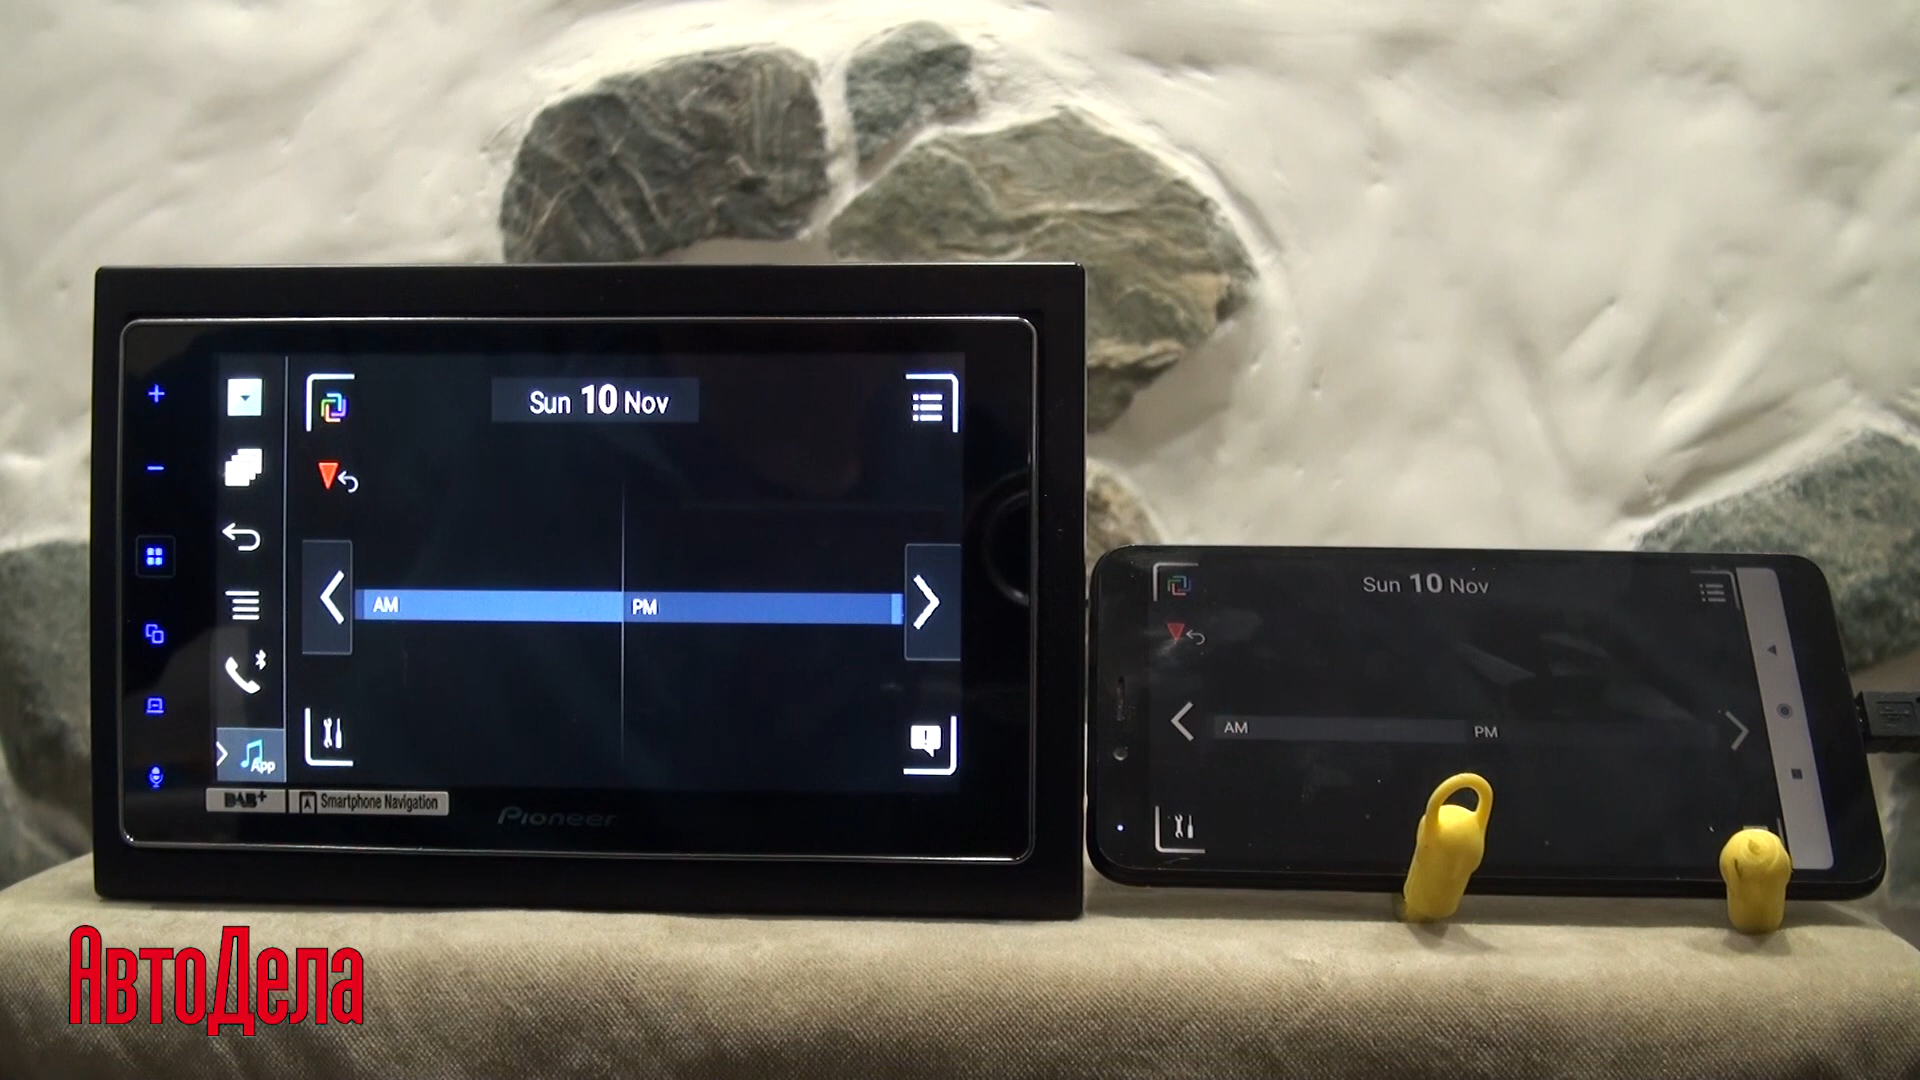 Sun 10 Nov
AM PM
App
DAB+ Smartphone Navigation
Pioneer
Sun 10 Nov
AM PM
АвтоДела